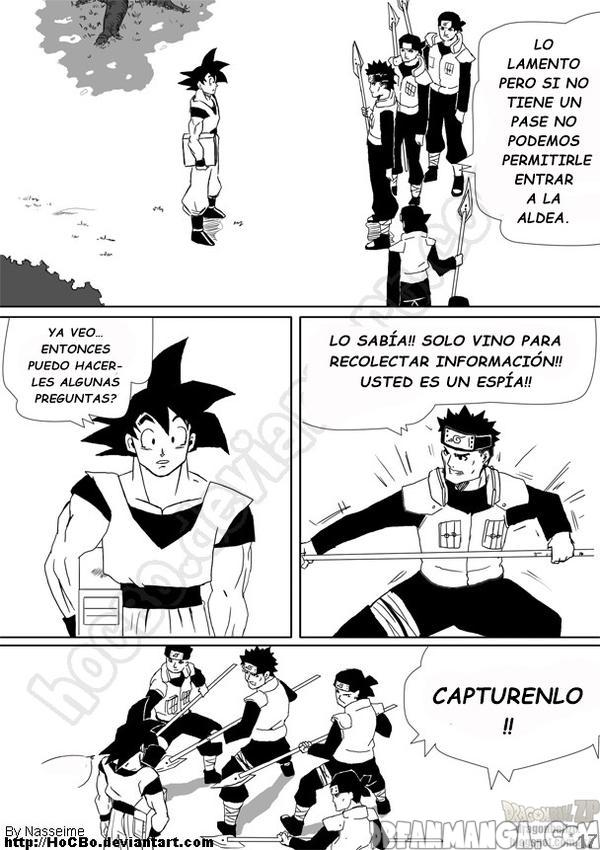 LO
LAMENTO
PERO SI NO
TIENE UN
PASE NO
PODEMOS
PERMITIRLE
ENTRAR
A LA
ALDEA.
YA VEO...
ENTONCES
PUEDO HACER-
LES ALGUNAS
PREGUNTAS?
LO SABÍA!! SOLO VINO PARA
RECOLECTAR INFORMACIÓN!!
USTED ES UN ESPÍA!!
CAPTURENLO
!!
By Nasseime
http://HoCBo.deviantart.com